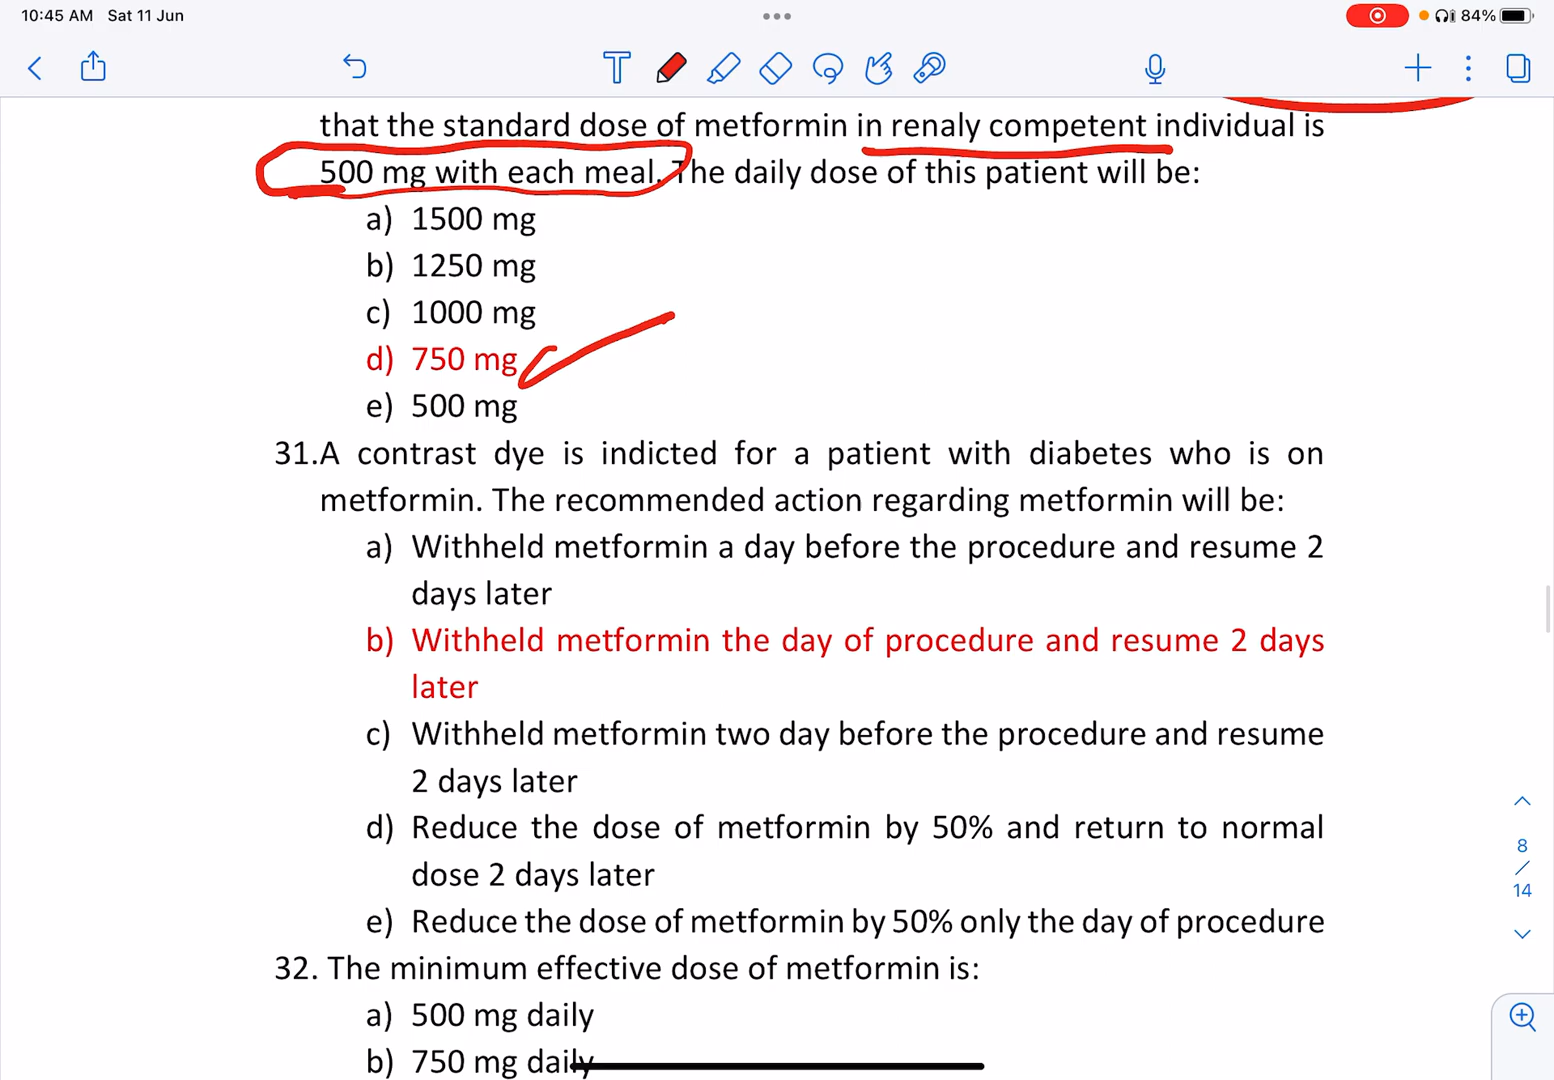 10:45 AM Sat 11 Jun
84%
that the standard dose of metformin in renaly competent individual is
500 mg with each meal. The daily dose of this patient will be:
a) 1500 mg
b) 1250 mg
c) 1000 mg
d) 750 mg
e) 500 mg
31.A contrast dye is indicted for a patient with diabetes who is on
metformin. The recommended action regarding metformin will be:
a) Withheld metformin a day before the procedure and resume 2
days later
b) Withheld metformin the day of procedure and resume 2 days
later
c) Withheld metformin two day before the procedure and resume
2 days later
d) Reduce the dose of metformin by 50% and return to normal
dose 2 days later
e) Reduce the dose of metformin by 50% only the day of procedure
32. The minimum effective dose of metformin is:
a) 500 mg daily
b) 750 mg daily
8
/
14